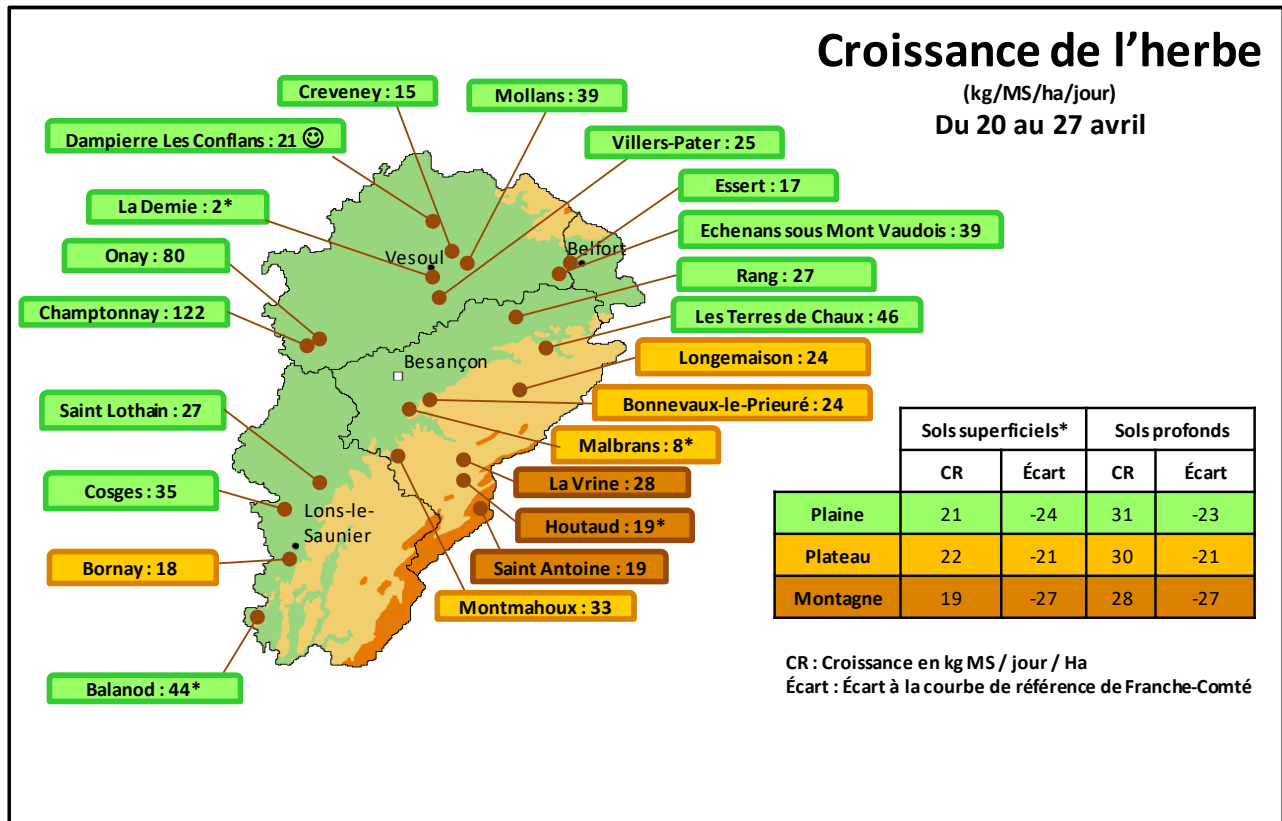 Croissance de l’herbe
(kg/MS/ha/jour)
Du 20 au 27 avril
Creveney : 15
Mollans : 39
Dampierre Les Conflans : 21 ☺
Villers-Pater : 25
Essert : 17
La Demie : 2*
Echenans sous Mont Vaudois : 39
Onay : 80
Vesoul
Belfort
Rang : 27
Champtonnay : 122
Les Terres de Chaux : 46
Longemaison : 24
Besançon
Bonnevaux-le-Prieuré : 24
Saint Lothain : 27
Malbrans : 8*
La Vrine : 28
Cosges : 35
Lons-le-
Saunier
Houtaud : 19*
Bornay : 18
Saint Antoine : 19
Montmahoux : 33
Balanod : 44*
Sols superficiels* Sols profonds
CR Écart CR Écart
Plaine 21 -24 31 -23
Plateau 22 -21 30 -21
Montagne 19 -27 28 -27
CR : Croissance en kg MS / jour / Ha
Écart : Écart à la courbe de référence de Franche-Comté